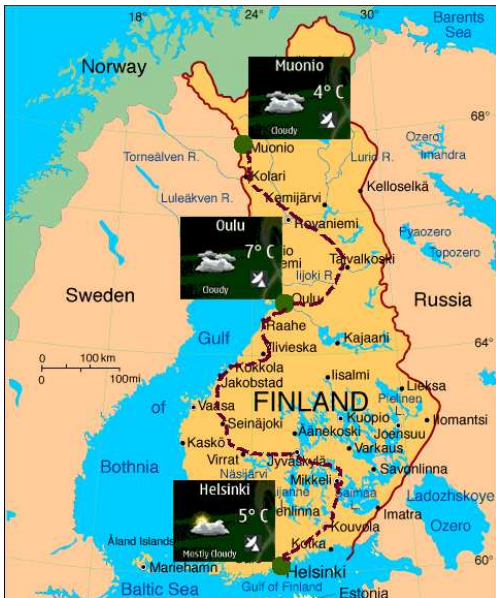 18
24
30
Barents
Sea
Norway
Muonio
4° C
Cloudy
68°
Ozero
Imandra
Muonio
Torneälven R.
Lurio R.
Kolari
Kelloselkä
Luleäkven R.
Kemijärvi
Rovaniemi
Oulu
7° C
Cloudy
Pyaozero
Topozero
Taivalkoski
Iijoki R.
Sweden
Russia
Oulu
Raahe
Gulf
100 km
100mi
0
0
Kajaani
64
Ilivieska
Kokkola
Jakobstad
Iisalmi
Lieksa
Pielinen
L.
of
Vaasa
FINLAND
Kuopio
Ilomantsi
Seinäjoki
Äänekoski
Joensuu
Kaskö
Varkaus
Virrat
Jyväskylä
Savonlinna
Bothnia
Näsijärvi
Mikkeli
Saimaa
L.
Ladozhskoye
Ozero
Helsinki
5° C
Mostly Cloudy
Imatra
Kouvola
Kotka
Åland Islands
Mariehamn
Helsinki
60
Baltic Sea
Gulf of Finland
Estonia